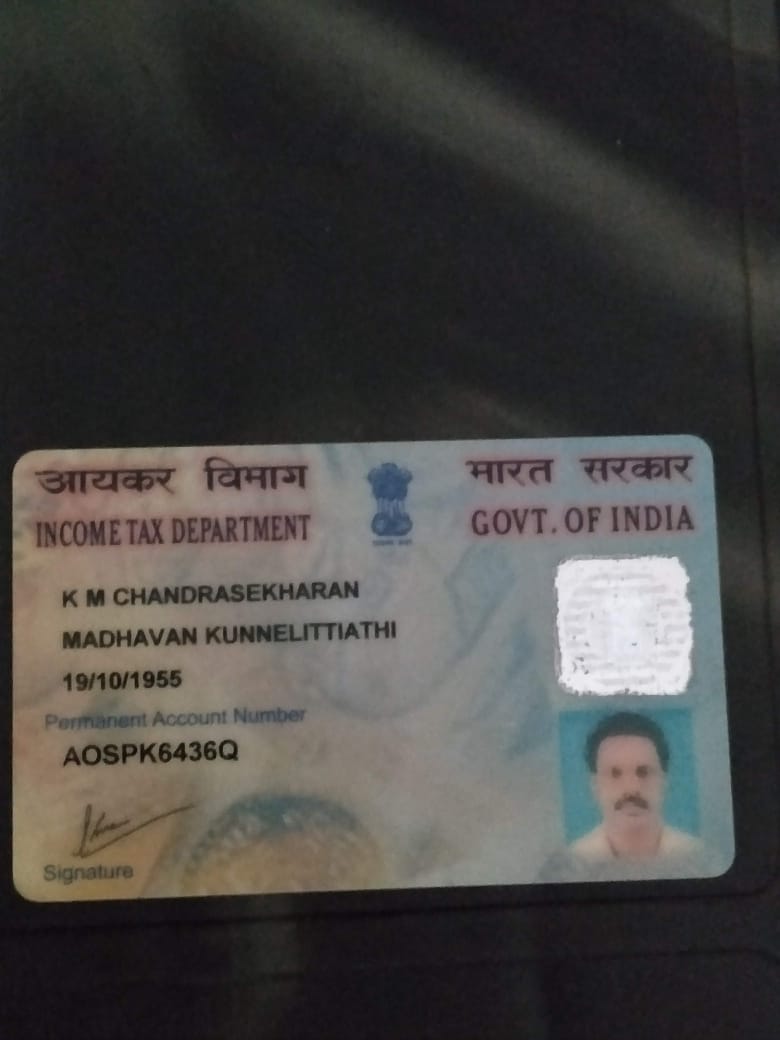 आयकर विभाग
INCOME TAX DEPARTMENT
भारत सरकार
GOVT. OF INDIA
K M CHANDRASEKHARAN
MADHAVAN KUNNELITTIATHI
19/10/1955
Permanent Account Number
AOSPK6436Q
Signature